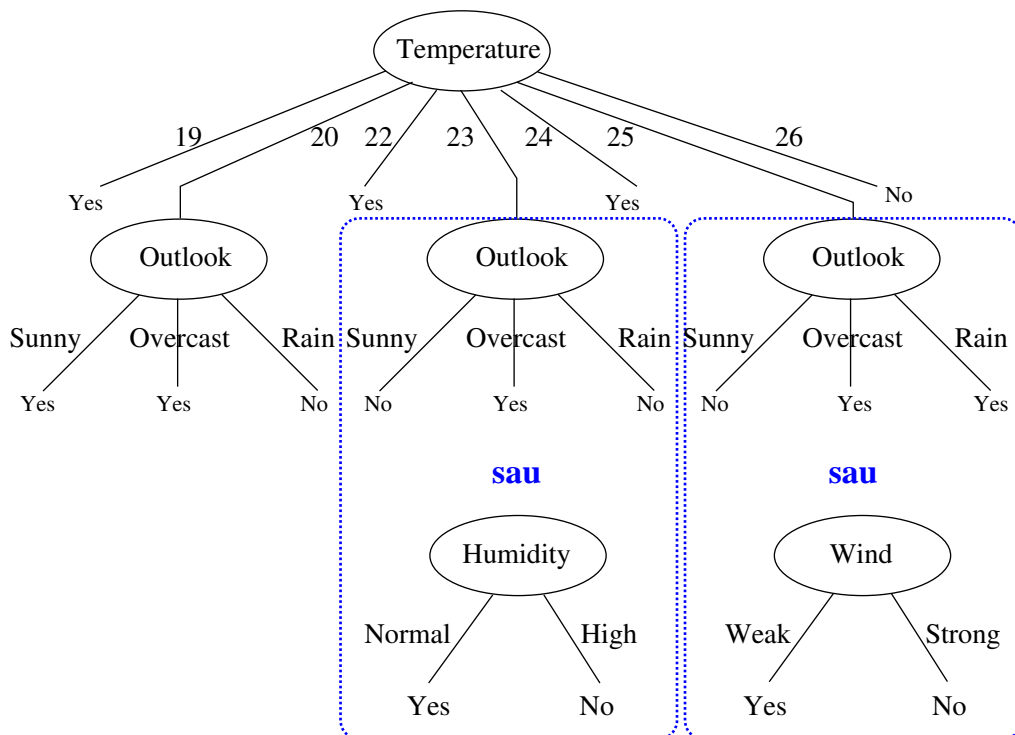 Temperature
19 20 22 23 24 25 26
Yes Yes Yes No
Outlook Outlook Outlook
Sunny Overcast Rain Sunny Overcast Rain Sunny Overcast Rain
Yes Yes No No Yes No No Yes Yes
sau sau
Humidity Wind
Normal High Weak Strong
Yes No Yes No